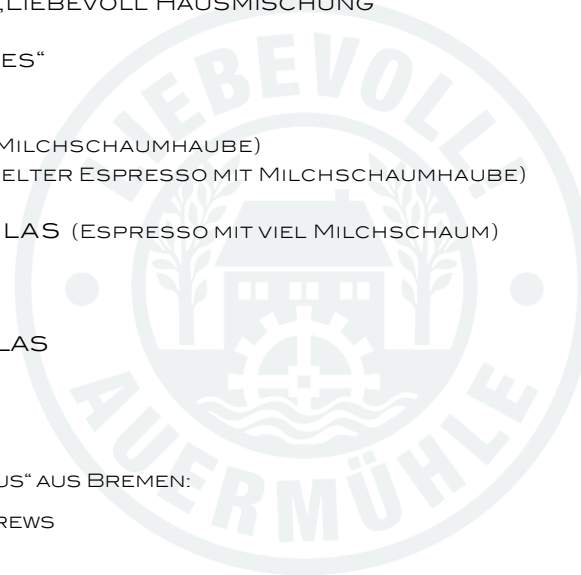 „LIEBEVOLL HAUSMISCHUNG
ES“
MILCHSCHAUMHAUBE)
ELTER ESPRESSO MIT MILCHSCHAUMHAUBE)
LAS (ESPRESSO MIT VIEL MILCHSCHAUM)
LAS
US“ AUS BREMEN:
REWS
LIEBEVOLL!
AUERMÜHLE